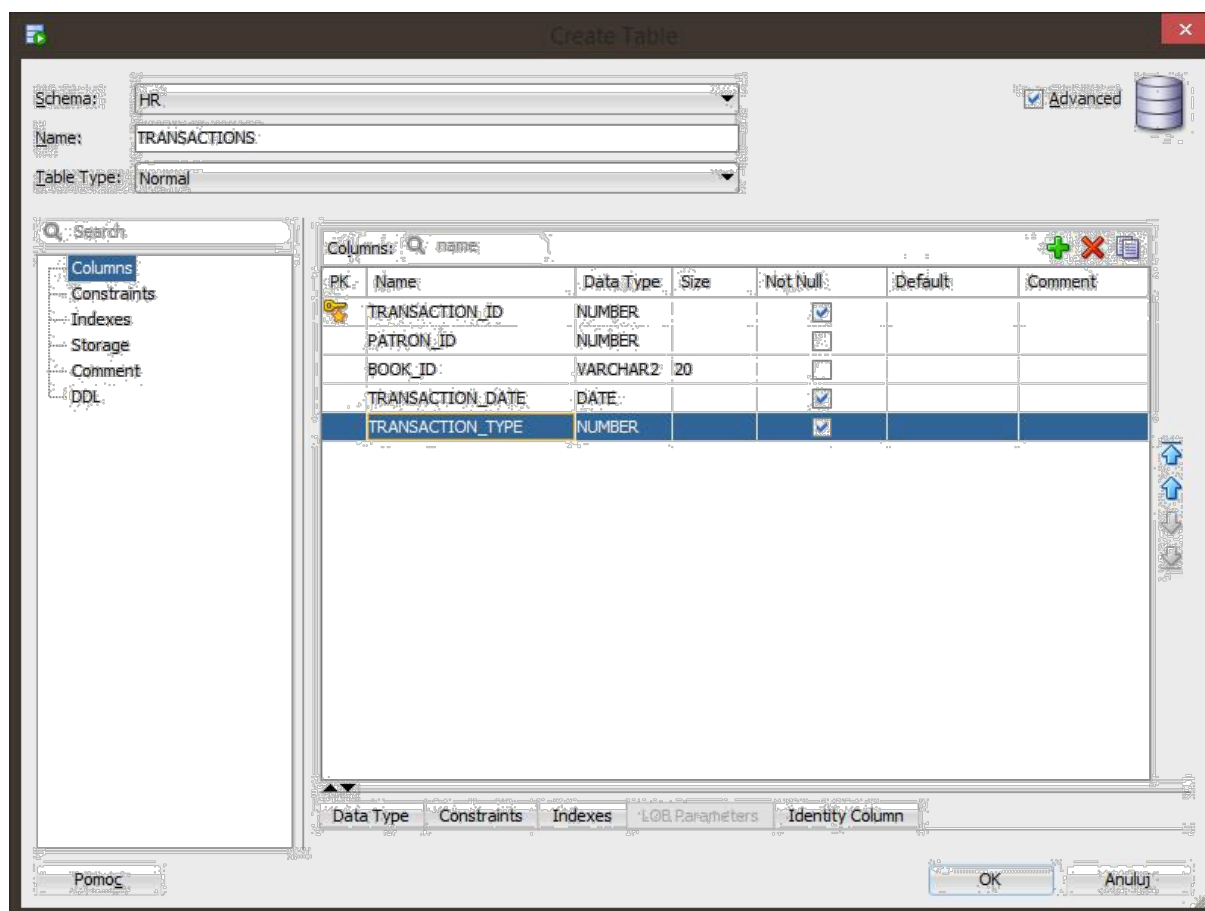 Create Table
Schema: HR
Advanced
Name: TRANSACTIONS
Table Type: Normal
Search
Columns
Constraints
Indexes
Storage
Comment
DDL
Columns: name
PK Name Data Type Size Not Null Default Comment
TRANSACTION_ID NUMBER
PATRON_ID NUMBER
BOOK_ID VARCHAR2 20
TRANSACTION_DATE DATE
TRANSACTION_TYPE NUMBER
Data Type Constraints Indexes LOB Parameters Identity Column
Pomoc OK Anuluj